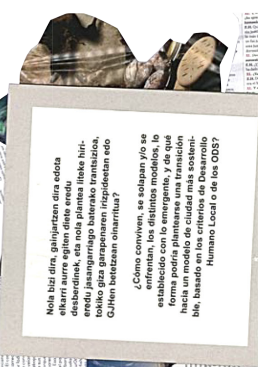 Nola bizi dira, gainjartzen dira edota
elkarri aurre egiten diete eredu
desberdinek, eta nola plantea liteke hiri-
eredu jasangarriago baterako trantsizioa,
tokiko giza garapenaren irizpideetan edo
GJHen betetzean oinarritua?
¿Cómo conviven, se solapan y/o se
enfrentan, los distintos modelos, lo
establecido con lo emergente, y de qué
forma podría plantearse una transición
hacia un modelo de ciudad más sosteni-
ble, basado en los criterios de Desarrollo
Humano Local o de los ODS?